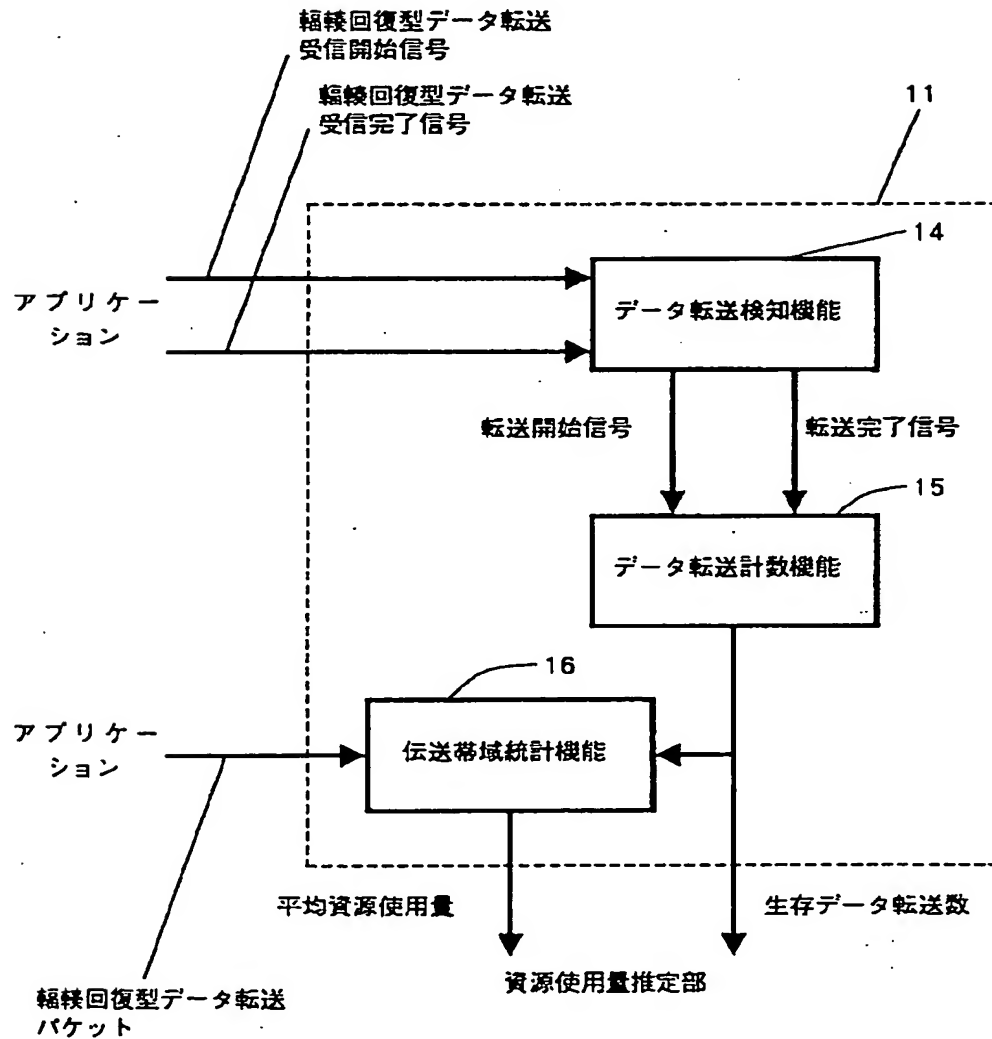 輻輳回復型データ転送
受信開始信号
輻輳回復型データ転送
受信完了信号
11
14
アプリケー
ション
データ転送検知機能
転送開始信号
転送完了信号
15
データ転送計数機能
16
アプリケー
ション
伝送帯域統計機能
平均資源使用量
生存データ転送数
資源使用量推定部
輻輳回復型データ転送
パケット